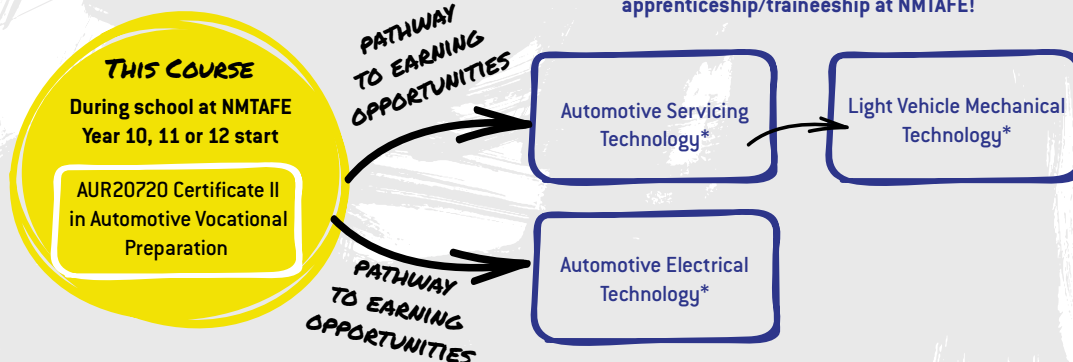 apprenticeship/traineeship at NMTAFE!
THIS COURSE
During school at NMTAFE
Year 10, 11 or 12 start
AUR20720 Certificate II
in Automotive Vocational
Preparation
PATHWAY
TO EARNING
OPPORTUNITIES
Automotive Servicing
Technology*
Light Vehicle Mechanical
Technology*
PATHWAY
TO EARNING
OPPORTUNITIES
Automotive Electrical
Technology*